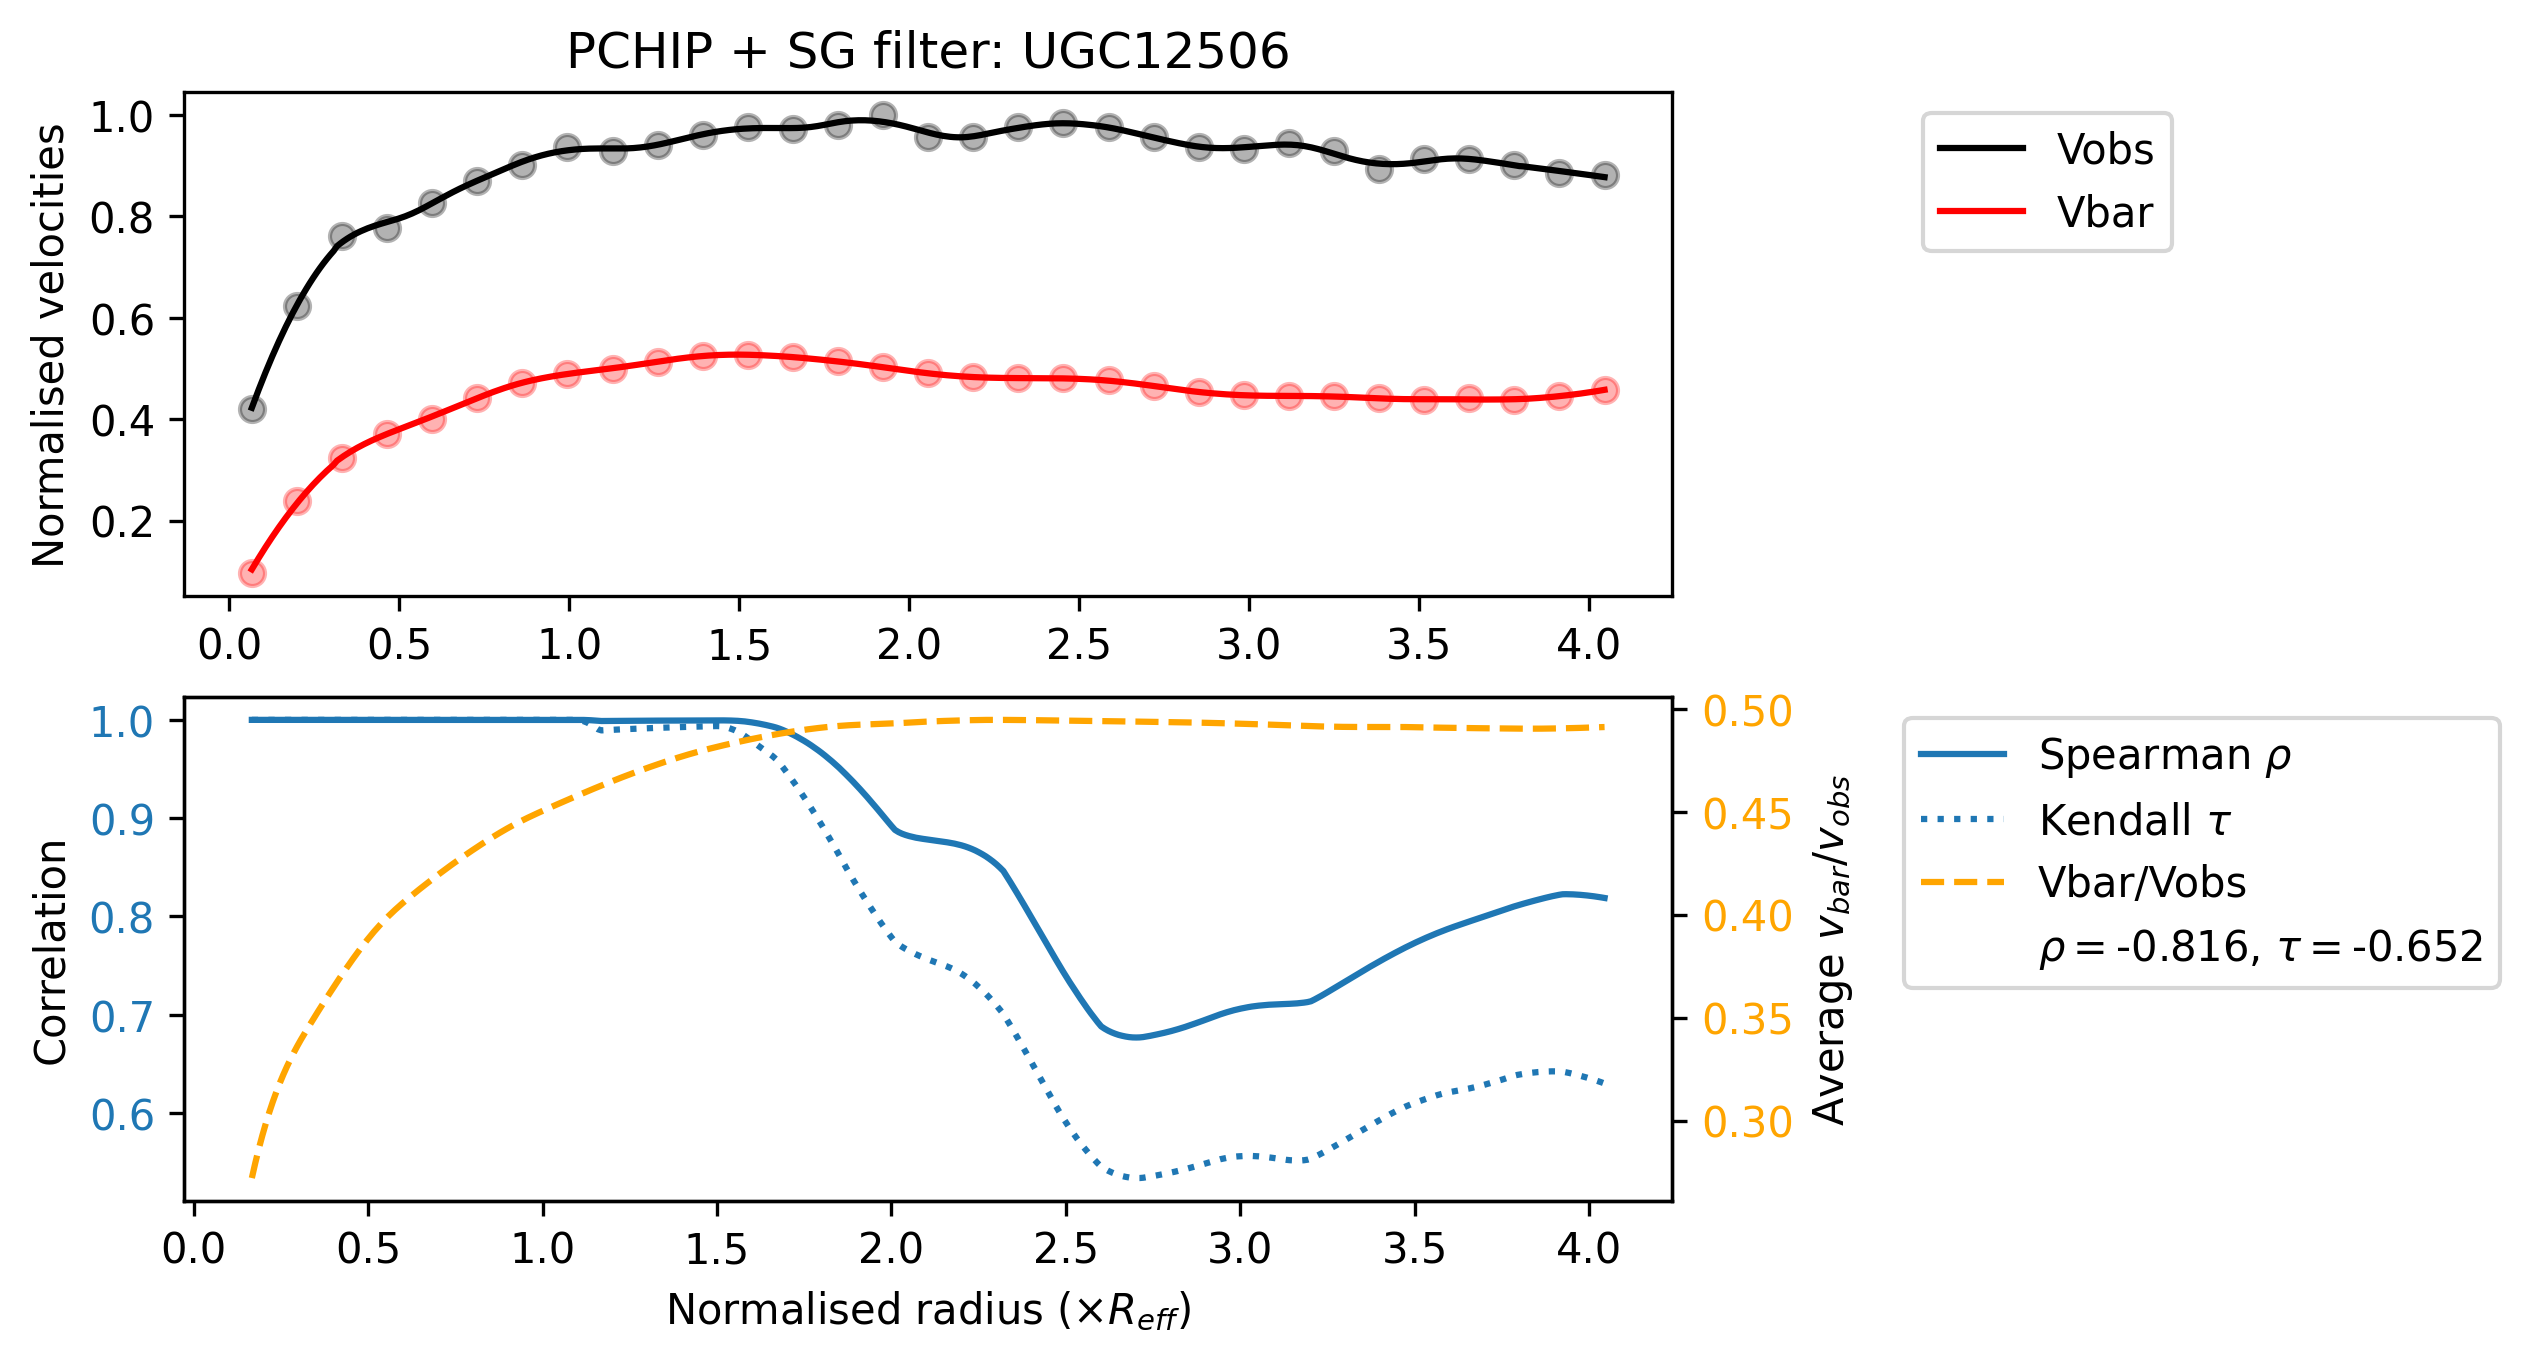 PCHIP + SG filter: UGC12506
Normalised velocities
1.0
0.8
0.6
0.4
0.2
0.0 0.5 1.0 1.5 2.0 2.5 3.0 3.5 4.0
Vobs
Vbar
Correlation
1.0
0.9
0.8
0.7
0.6
0.50
0.45
0.40
0.35
0.30
Average v_bar/v_obs
0.0 0.5 1.0 1.5 2.0 2.5 3.0 3.5 4.0
Normalised radius (×R_eff)
Spearman ρ
Kendall τ
Vbar/Vobs
ρ = -0.816, τ = -0.652